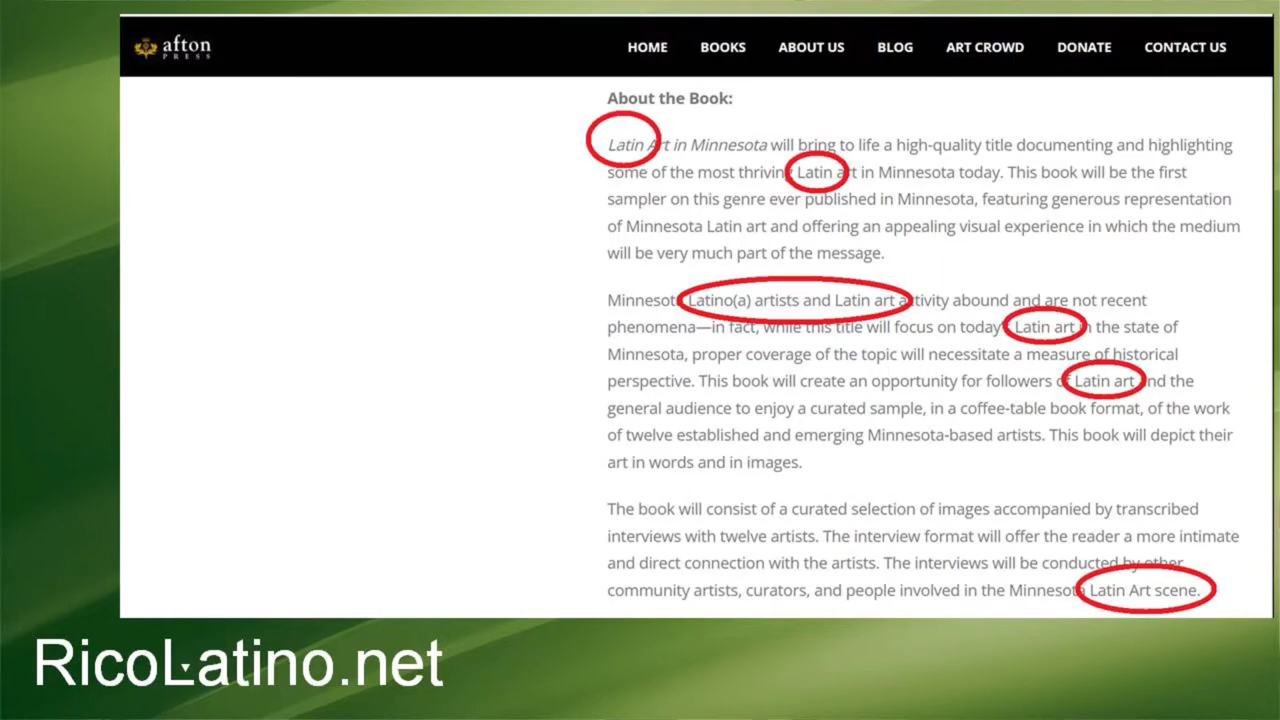 afton
PRESS
HOME BOOKS ABOUT US BLOG ART CROWD DONATE CONTACT US
About the Book:
Latin Art in Minnesota will bring to life a high-quality title documenting and highlighting
some of the most thriving Latin art in Minnesota today. This book will be the first
sampler on this genre ever published in Minnesota, featuring generous representation
of Minnesota Latin art and offering an appealing visual experience in which the medium
will be very much part of the message.
Minnesota Latino(a) artists and Latin art activity abound and are not recent
phenomena—in fact, while this title will focus on today's Latin art in the state of
Minnesota, proper coverage of the topic will necessitate a measure of historical
perspective. This book will create an opportunity for followers of Latin art and the
general audience to enjoy a curated sample, in a coffee-table book format, of the work
of twelve established and emerging Minnesota-based artists. This book will depict their
art in words and in images.
The book will consist of a curated selection of images accompanied by transcribed
interviews with twelve artists. The interview format will offer the reader a more intimate
and direct connection with the artists. The interviews will be conducted by other
community artists, curators, and people involved in the Minnesota Latin Art scene.
RicoLatino.net